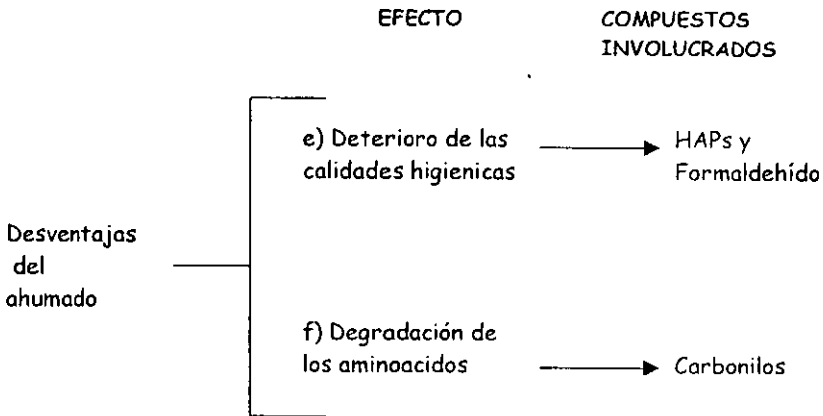 EFECTO
COMPUESTOS
INVOLUCRADOS
e) Deterioro de las
calidades higienicas
HAPs y
Formaldehído
Desventajas
del
ahumado
f) Degradación de
los aminoacidos
Carbonilos